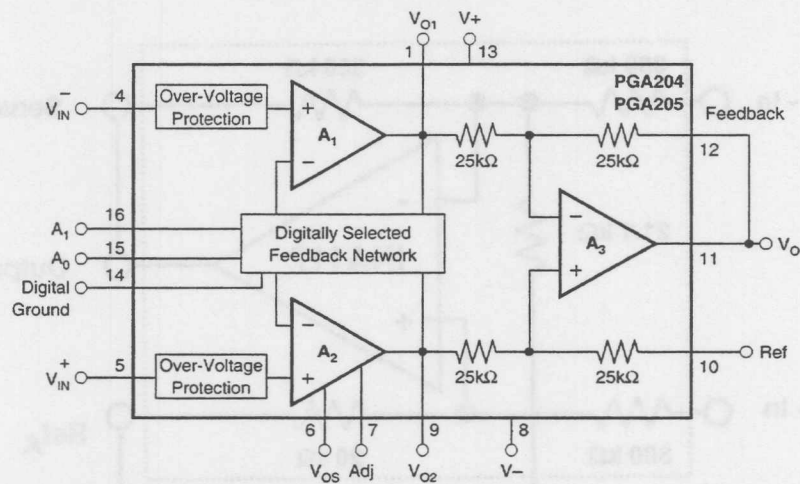 V_O1
V+
1
13
PGA204
PGA205
4
V_IN^-
Over-Voltage
Protection
A_1
25kΩ
25kΩ
Feedback
12
A_1
16
A_0
15
14
Digital
Ground
Digitally Selected
Feedback Network
A_3
11
V_O
V_IN^+
5
Over-Voltage
Protection
A_2
25kΩ
25kΩ
10
Ref
6
7
9
8
V_OS
Adj
V_O2
V–